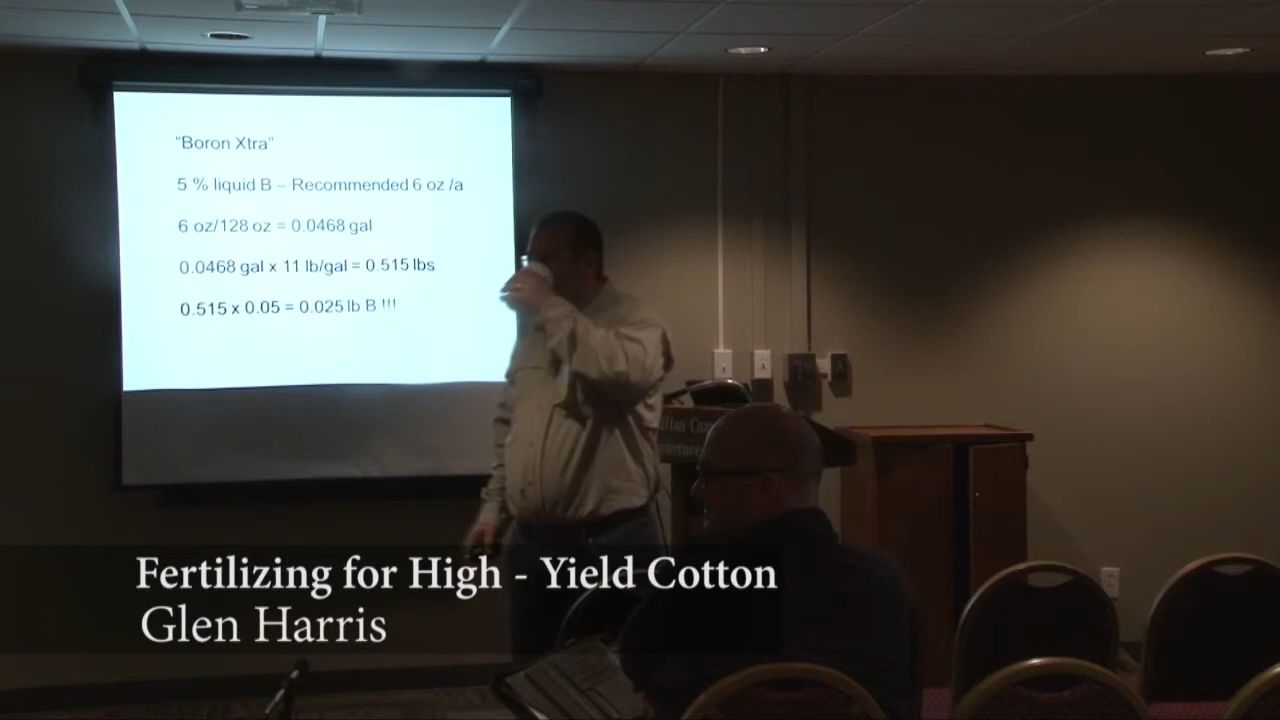 "Boron Xtra"
5 % liquid B – Recommended 6 oz /a
6 oz/128 oz = 0.0468 gal
0.0468 gal x 11 lb/gal = 0.515 lbs
0.515 x 0.05 = 0.025 lb B !!!
Fertilizing for High - Yield Cotton
Glen Harris